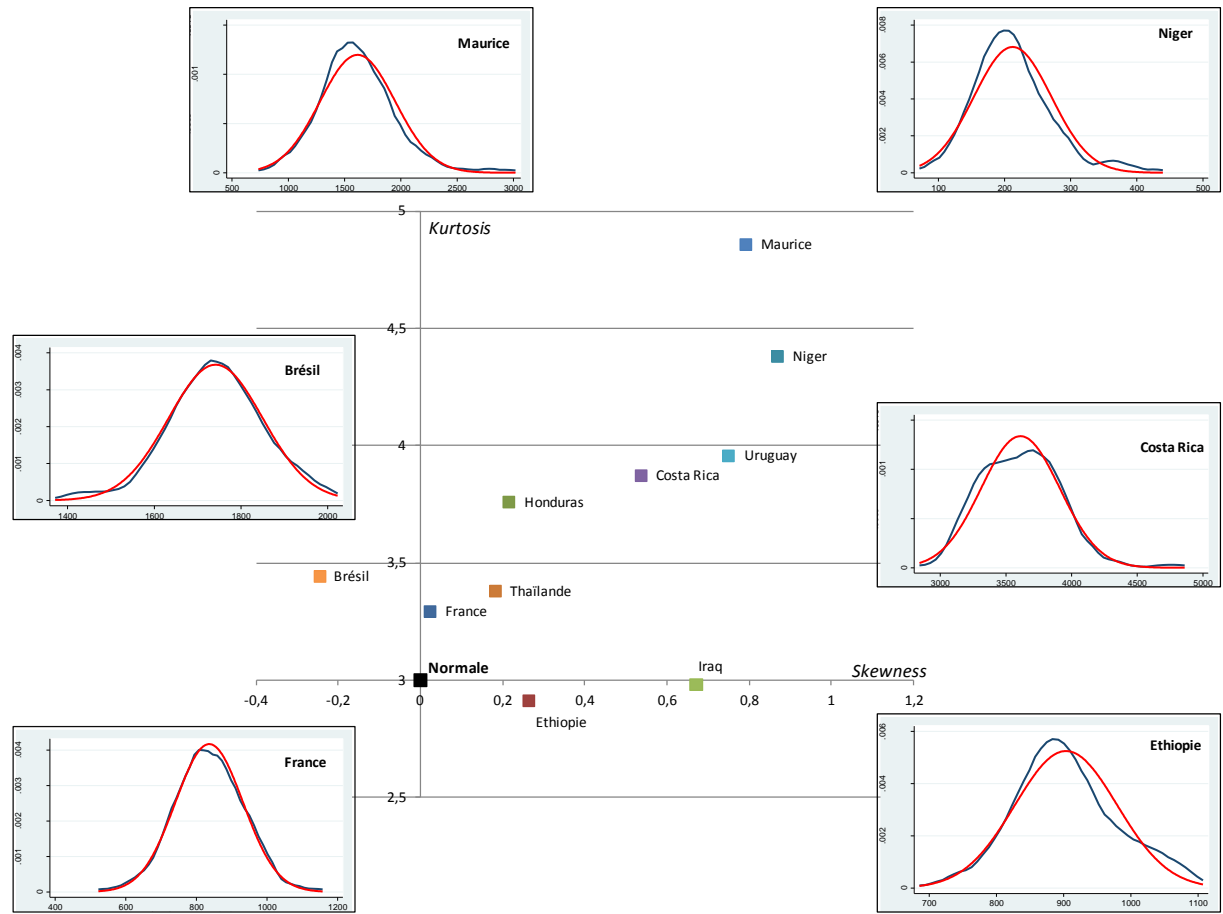 Maurice
.001
0
500 1000 1500 2000 2500 3000
Niger
.008
.006
.004
.002
0
100 200 300 400 500
Kurtosis
5
4,5
4
3,5
3
2,5
Maurice
Niger
Uruguay
Costa Rica
Honduras
Brésil
Thaïlande
France
Normale
Iraq
Skewness
-0,4 -0,2 0 0,2 0,4 0,6 0,8 1 1,2
Ethiopie
Brésil
.004
.003
.002
.001
0
1400 1600 1800 2000
Costa Rica
.001
0
3000 3500 4000 4500 5000
France
.004
.003
.002
.001
0
400 600 800 1000 1200
Ethiopie
.006
.004
.002
0
700 800 900 1000 1100